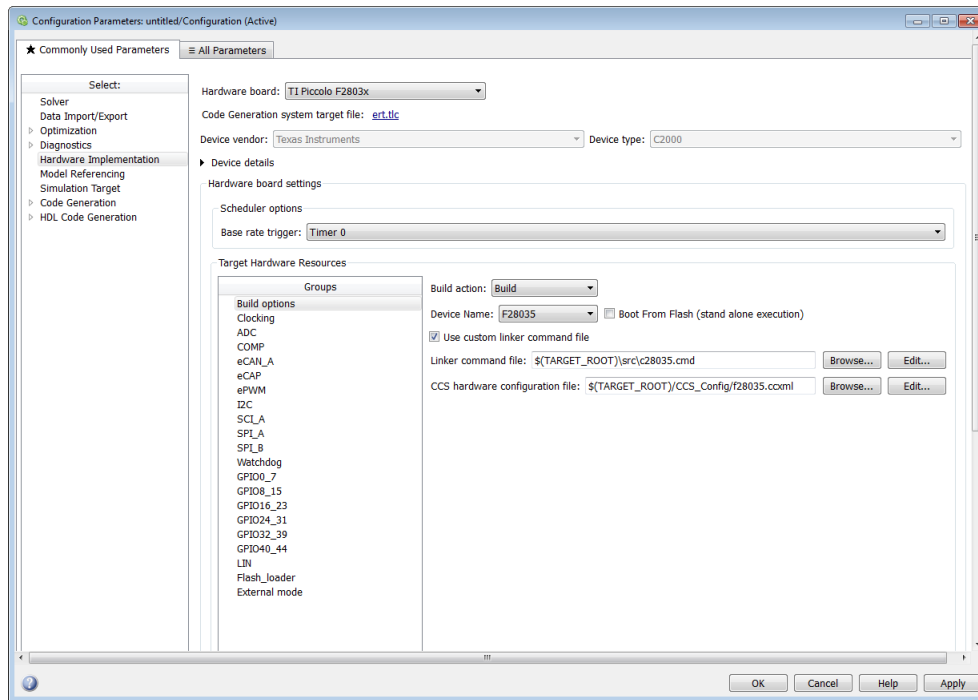 Configuration Parameters: untitled/Configuration (Active)
★ Commonly Used Parameters
≡ All Parameters
Select:
Solver
Data Import/Export
Optimization
Diagnostics
Hardware Implementation
Model Referencing
Simulation Target
Code Generation
HDL Code Generation
Hardware board: TI Piccolo F2803x
Code Generation system target file: ert.tlc
Device vendor: Texas Instruments Device type: C2000
Device details
Hardware board settings
Scheduler options
Base rate trigger: Timer 0
Target Hardware Resources
Groups
Build options
Clocking
ADC
COMP
eCAN_A
eCAP
ePWM
I2C
SCI_A
SPI_A
SPI_B
Watchdog
GPIO0_7
GPIO8_15
GPIO16_23
GPIO24_31
GPIO32_39
GPIO40_44
LIN
Flash_loader
External mode
Build action: Build
Device Name: F28035 Boot From Flash (stand alone execution)
Use custom linker command file
Linker command file: $(TARGET_ROOT)\src\c28035.cmd Browse... Edit...
CCS hardware configuration file: $(TARGET_ROOT)/CCS_Config/f28035.ccxml Browse... Edit...
OK Cancel Help Apply